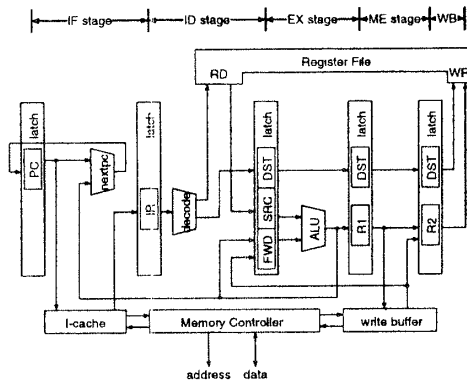 IF stage ID stage EX stage ME stage WB
Register File
RD WR
latch latch latch latch latch
PC nextpc IR decode DST DST DST
SRC FWD ALU R1 R2
I-cache Memory Controller write buffer
address data